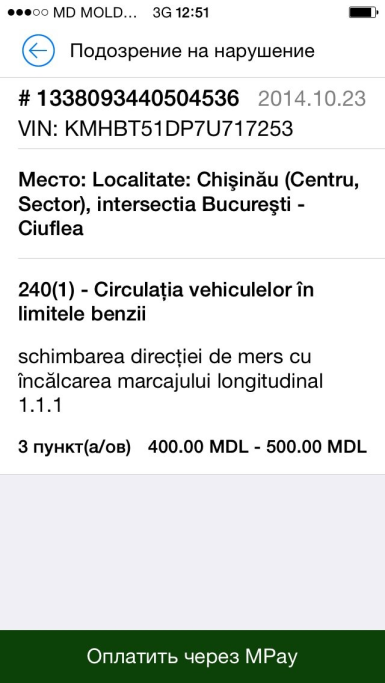 ●●●○○ MD MOLD... 3G 12:51
Подозрение на нарушение
# 1338093440504536 2014.10.23
VIN: KMHBT51DP7U717253
Место: Localitate: Chişinău (Centru,
Sector), intersectia Bucureşti -
Ciuflea
240(1) - Circulația vehiculelor în
limitele benzii
schimbarea direcției de mers cu
încălcarea marcajului longitudinal
1.1.1
3 пункт(а/ов) 400.00 MDL - 500.00 MDL
Оплатить через MPay